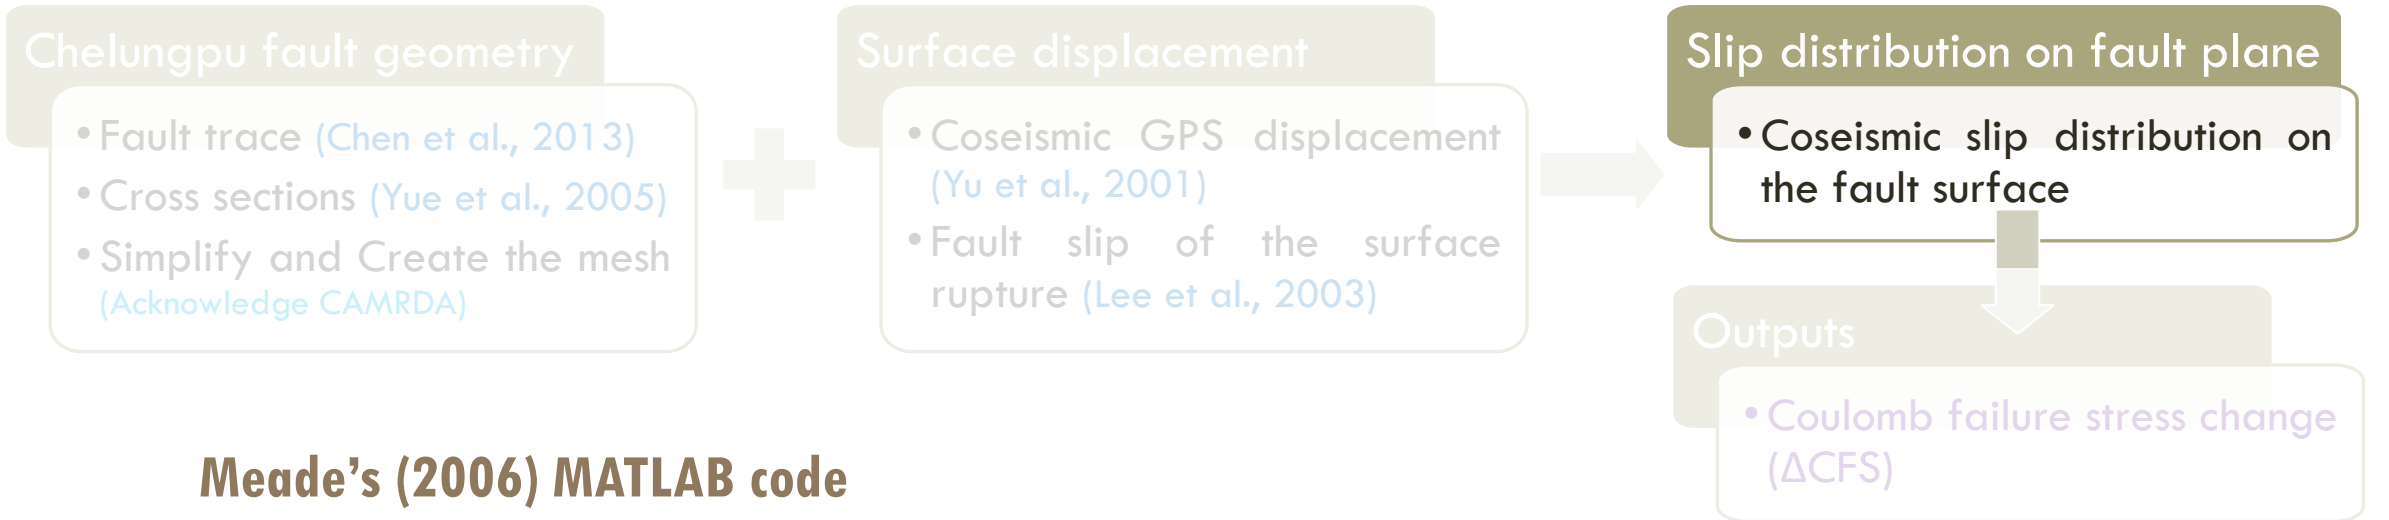 Chelungpu fault geometry
• Fault trace (Chen et al., 2013)
• Cross sections (Yue et al., 2005)
• Simplify and Create the mesh
(Acknowledge CAMRDA)
Surface displacement
• Coseismic GPS displacement
(Yu et al., 2001)
• Fault slip of the surface
rupture (Lee et al., 2003)
Slip distribution on fault plane
• Coseismic slip distribution on
the fault surface
Outputs
• Coulomb failure stress change
(ΔCFS)
Meade’s (2006) MATLAB code